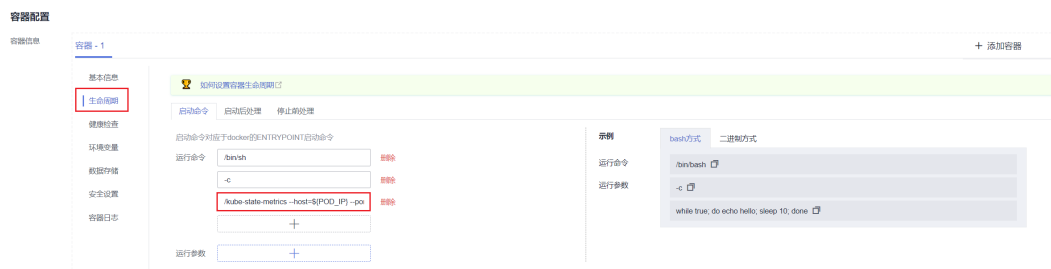 容器配置
容器信息
容器 - 1
+ 添加容器
基本信息
生命周期
健康检查
环境变量
数据存储
安全设置
容器日志
如何设置容器生命周期
启动命令 启动后处理 停止前处理
启动命令对应于docker的ENTRYPOINT启动命令
运行命令 /bin/sh 删除
-c 删除
/kube-state-metrics --host=$(POD_IP) --por 删除
运行参数
示例 bash方式 二进制方式
运行命令 /bin/bash
运行参数 -c
while true; do echo hello; sleep 10; done